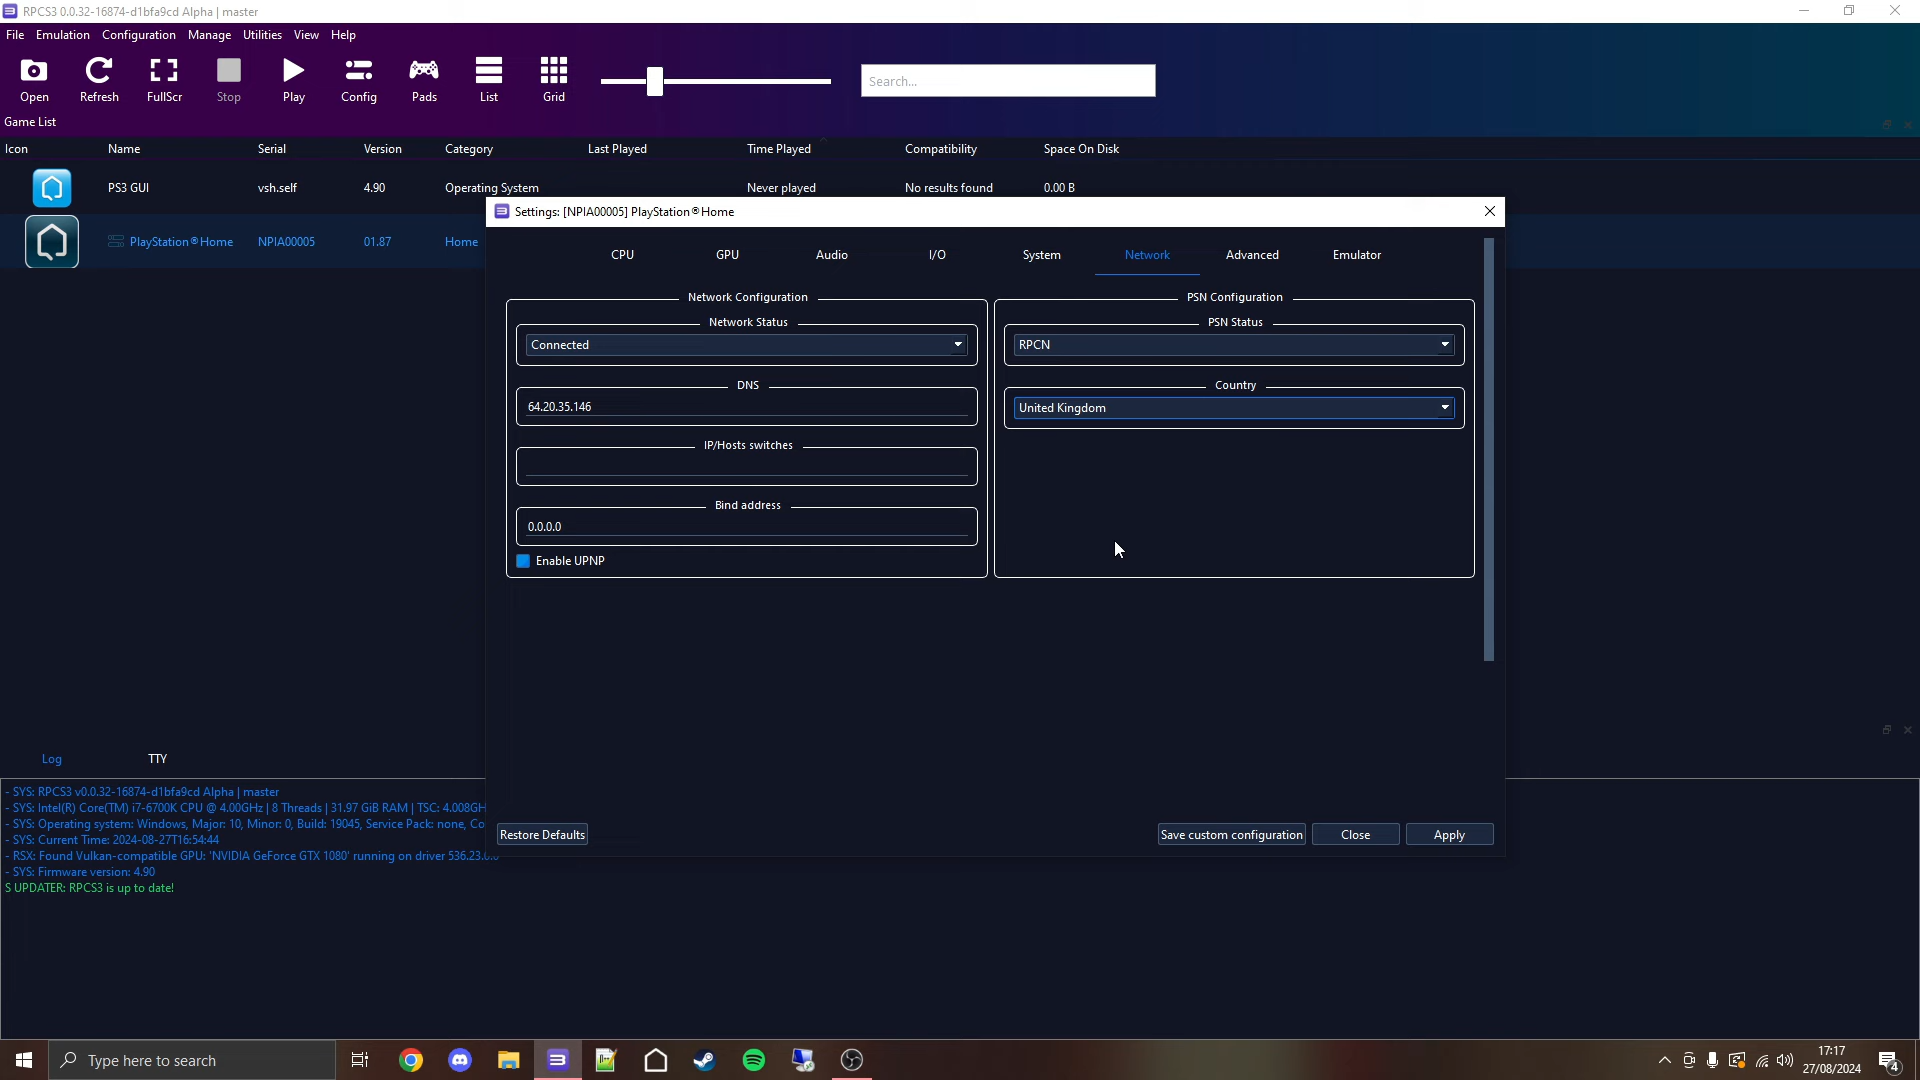 RPCS3 0.0.32-16874-d1bfa9cd Alpha | master
File Emulation Configuration Manage Utilities View Help
Open Refresh FullScr Stop Play Config Pads List Grid Search...
Game List
Icon Name Serial Version Category Last Played Time Played Compatibility Space On Disk
PS3 GUI vsh.self 4.90 Operating System Never played No results found 0.00 B
PlayStation®Home NPIA00005 01.87 Home
Settings: [NPIA00005] PlayStation®Home
CPU GPU Audio I/O System Network Advanced Emulator
Network Configuration
Network Status
Connected
DNS
64.20.35.146
IP/Hosts switches
Bind address
0.0.0.0
Enable UPNP
PSN Configuration
PSN Status
RPCN
Country
United Kingdom
Restore Defaults Save custom configuration Close Apply
Log TTY
- SYS: RPCS3 v0.0.32-16874-d1bfa9cd Alpha | master
- SYS: Intel(R) Core(TM) i7-6700K CPU @ 4.00GHz | 8 Threads | 31.97 GiB RAM | TSC: 4.008GH
- SYS: Operating system: Windows, Major: 10, Minor: 0, Build: 19045, Service Pack: none, Co
- SYS: Current Time: 2024-08-27T16:54:44
- RSX: Found Vulkan-compatible GPU: 'NVIDIA GeForce GTX 1080' running on driver 536.23.0.0
- SYS: Firmware version: 4.90
S UPDATER: RPCS3 is up to date!
Type here to search
17:17
27/08/2024
4